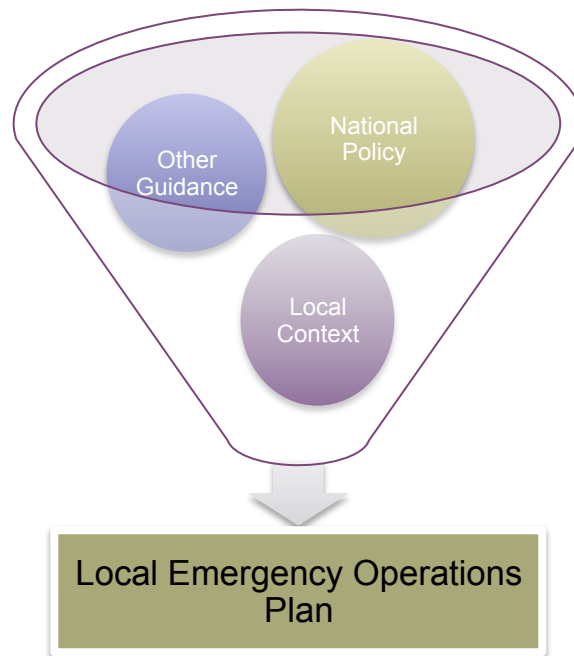 National
Policy
Other
Guidance
Local
Context
Local Emergency Operations
Plan